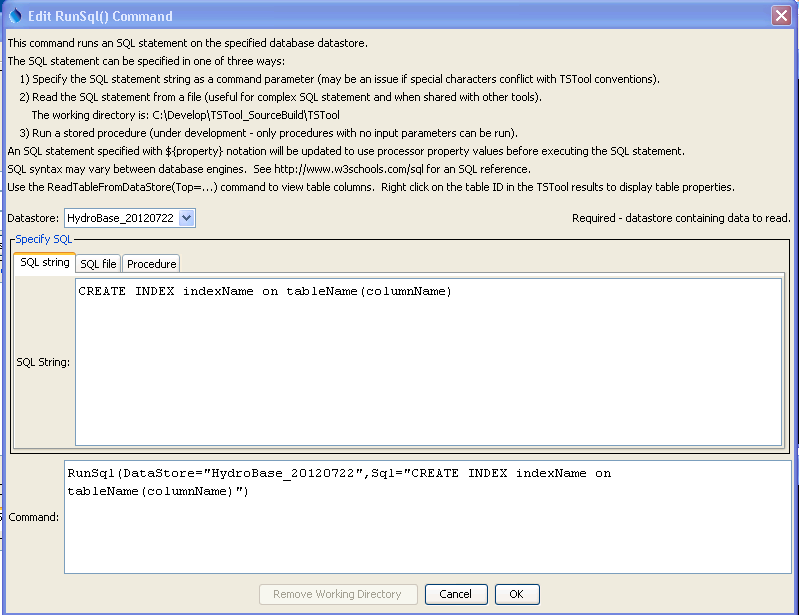 Edit RunSql() Command
This command runs an SQL statement on the specified database datastore.
The SQL statement can be specified in one of three ways:
1) Specify the SQL statement string as a command parameter (may be an issue if special characters conflict with TSTool conventions).
2) Read the SQL statement from a file (useful for complex SQL statement and when shared with other tools).
The working directory is: C:\Develop\TSTool_SourceBuild\TSTool
3) Run a stored procedure (under development - only procedures with no input parameters can be run).
An SQL statement specified with ${property} notation will be updated to use processor property values before executing the SQL statement.
SQL syntax may vary between database engines.  See http://www.w3schools.com/sql for an SQL reference.
Use the ReadTableFromDataStore(Top=...) command to view table columns.  Right click on the table ID in the TSTool results to display table properties.
Datastore: HydroBase_20120722 Required - datastore containing data to read.
Specify SQL
SQL string SQL file Procedure
CREATE INDEX indexName on tableName(columnName)
SQL String:
RunSql(DataStore="HydroBase_20120722",Sql="CREATE INDEX indexName on
tableName(columnName)")
Command:
Remove Working Directory Cancel OK